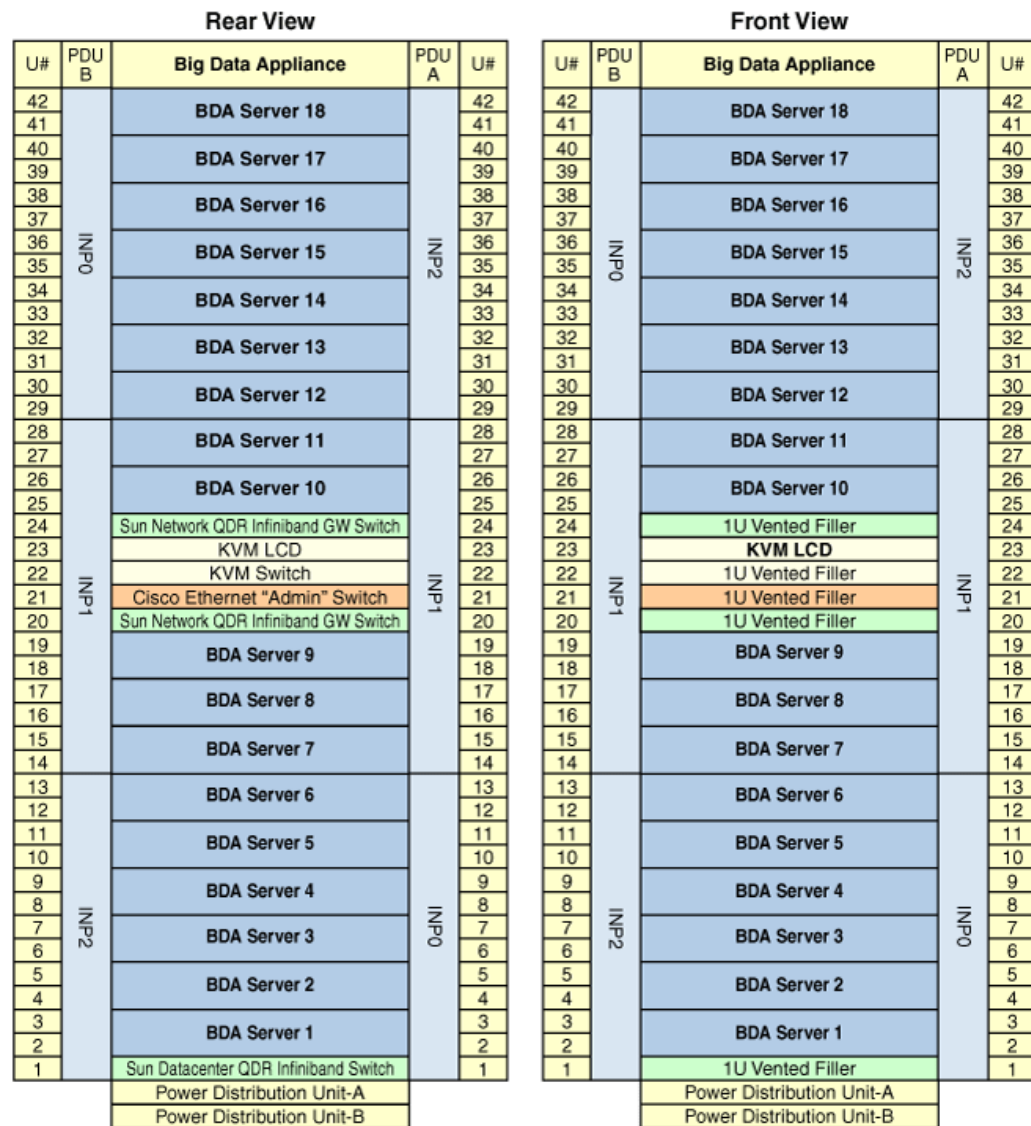 Rear View
U# PDU B Big Data Appliance PDU A U#
42 BDA Server 18 42
41 41
40 BDA Server 17 40
39 39
38 BDA Server 16 38
37 37
36 BDA Server 15 36
35 35
INP0 INP2
34 BDA Server 14 34
33 33
32 BDA Server 13 32
31 31
30 BDA Server 12 30
29 29
28 BDA Server 11 28
27 27
26 BDA Server 10 26
25 25
24 Sun Network QDR Infiniband GW Switch 24
23 KVM LCD 23
22 KVM Switch 22
INP1 INP1
21 Cisco Ethernet “Admin” Switch 21
20 Sun Network QDR Infiniband GW Switch 20
19 BDA Server 9 19
18 18
17 BDA Server 8 17
16 16
15 BDA Server 7 15
14 14
13 BDA Server 6 13
12 12
11 BDA Server 5 11
10 10
9 BDA Server 4 9
8 8
INP2 INP0
7 BDA Server 3 7
6 6
5 BDA Server 2 5
4 4
3 BDA Server 1 3
2 2
1 Sun Datacenter QDR Infiniband Switch 1
Power Distribution Unit-A
Power Distribution Unit-B
Front View
U# PDU B Big Data Appliance PDU A U#
42 BDA Server 18 42
41 41
40 BDA Server 17 40
39 39
38 BDA Server 16 38
37 37
36 BDA Server 15 36
35 35
INP0 INP2
34 BDA Server 14 34
33 33
32 BDA Server 13 32
31 31
30 BDA Server 12 30
29 29
28 BDA Server 11 28
27 27
26 BDA Server 10 26
25 25
24 1U Vented Filler 24
23 KVM LCD 23
22 1U Vented Filler 22
INP1 INP1
21 1U Vented Filler 21
20 1U Vented Filler 20
19 BDA Server 9 19
18 18
17 BDA Server 8 17
16 16
15 BDA Server 7 15
14 14
13 BDA Server 6 13
12 12
11 BDA Server 5 11
10 10
9 BDA Server 4 9
8 8
INP2 INP0
7 BDA Server 3 7
6 6
5 BDA Server 2 5
4 4
3 BDA Server 1 3
2 2
1 1U Vented Filler 1
Power Distribution Unit-A
Power Distribution Unit-B